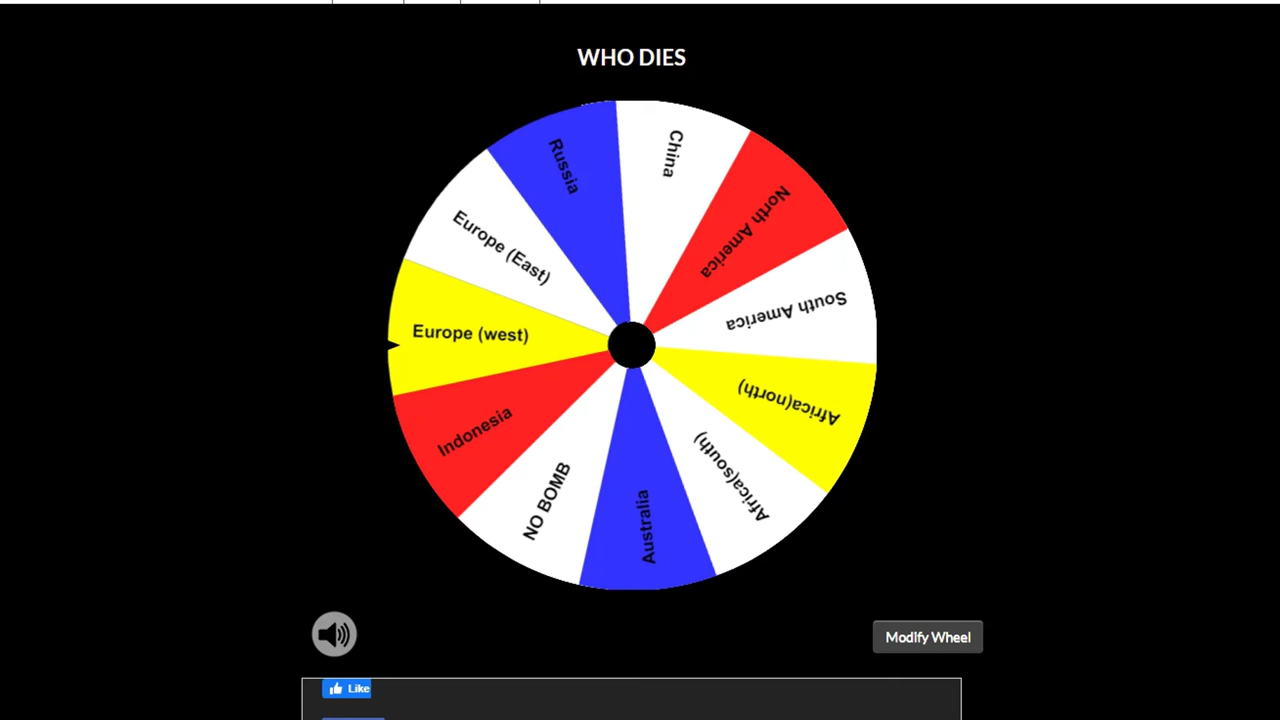 WHO DIES
China
Russia
North America
Europe (East)
South America
Europe (west)
Africa(north)
Indonesia
Africa(south)
NO BOMB
Australia
Modify Wheel
Like